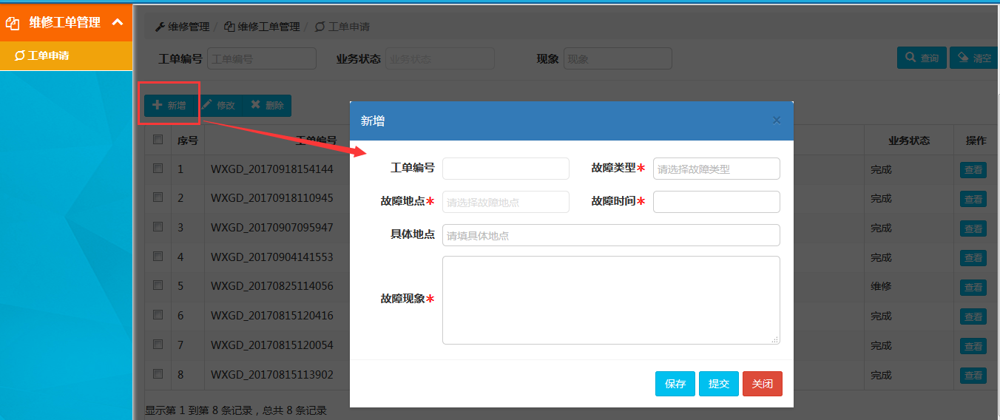 维修工单管理
工单申请
维修管理 / 维修工单管理 / 工单申请
工单编号 工单编号 业务状态 业务状态 现象 现象 查询 清空
新增 修改 删除
序号 工单编号 业务状态 操作
1 WXGD_20170918154144 完成 查看
2 WXGD_20170918110945 完成 查看
3 WXGD_20170907095947 完成 查看
4 WXGD_20170904141553 完成 查看
5 WXGD_20170825114056 维修 查看
6 WXGD_20170815120416 完成 查看
7 WXGD_20170815120054 完成 查看
8 WXGD_20170815113902 完成 查看
显示第 1 到第 8 条记录，总共 8 条记录
新增 ×
工单编号 故障类型* 请选择故障类型
故障地点* 请选择故障地点 故障时间*
具体地点 请填具体地点
故障现象*
保存 提交 关闭